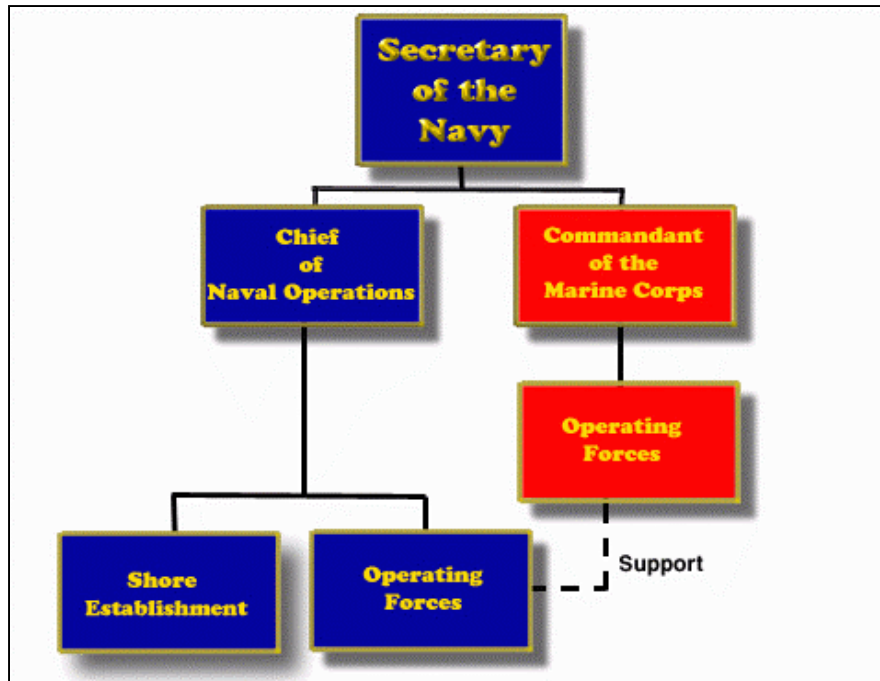 Secretary
of the
Navy
Chief
of
Naval Operations
Commandant
of the
Marine Corps
Operating
Forces
Shore
Establishment
Operating
Forces
Support